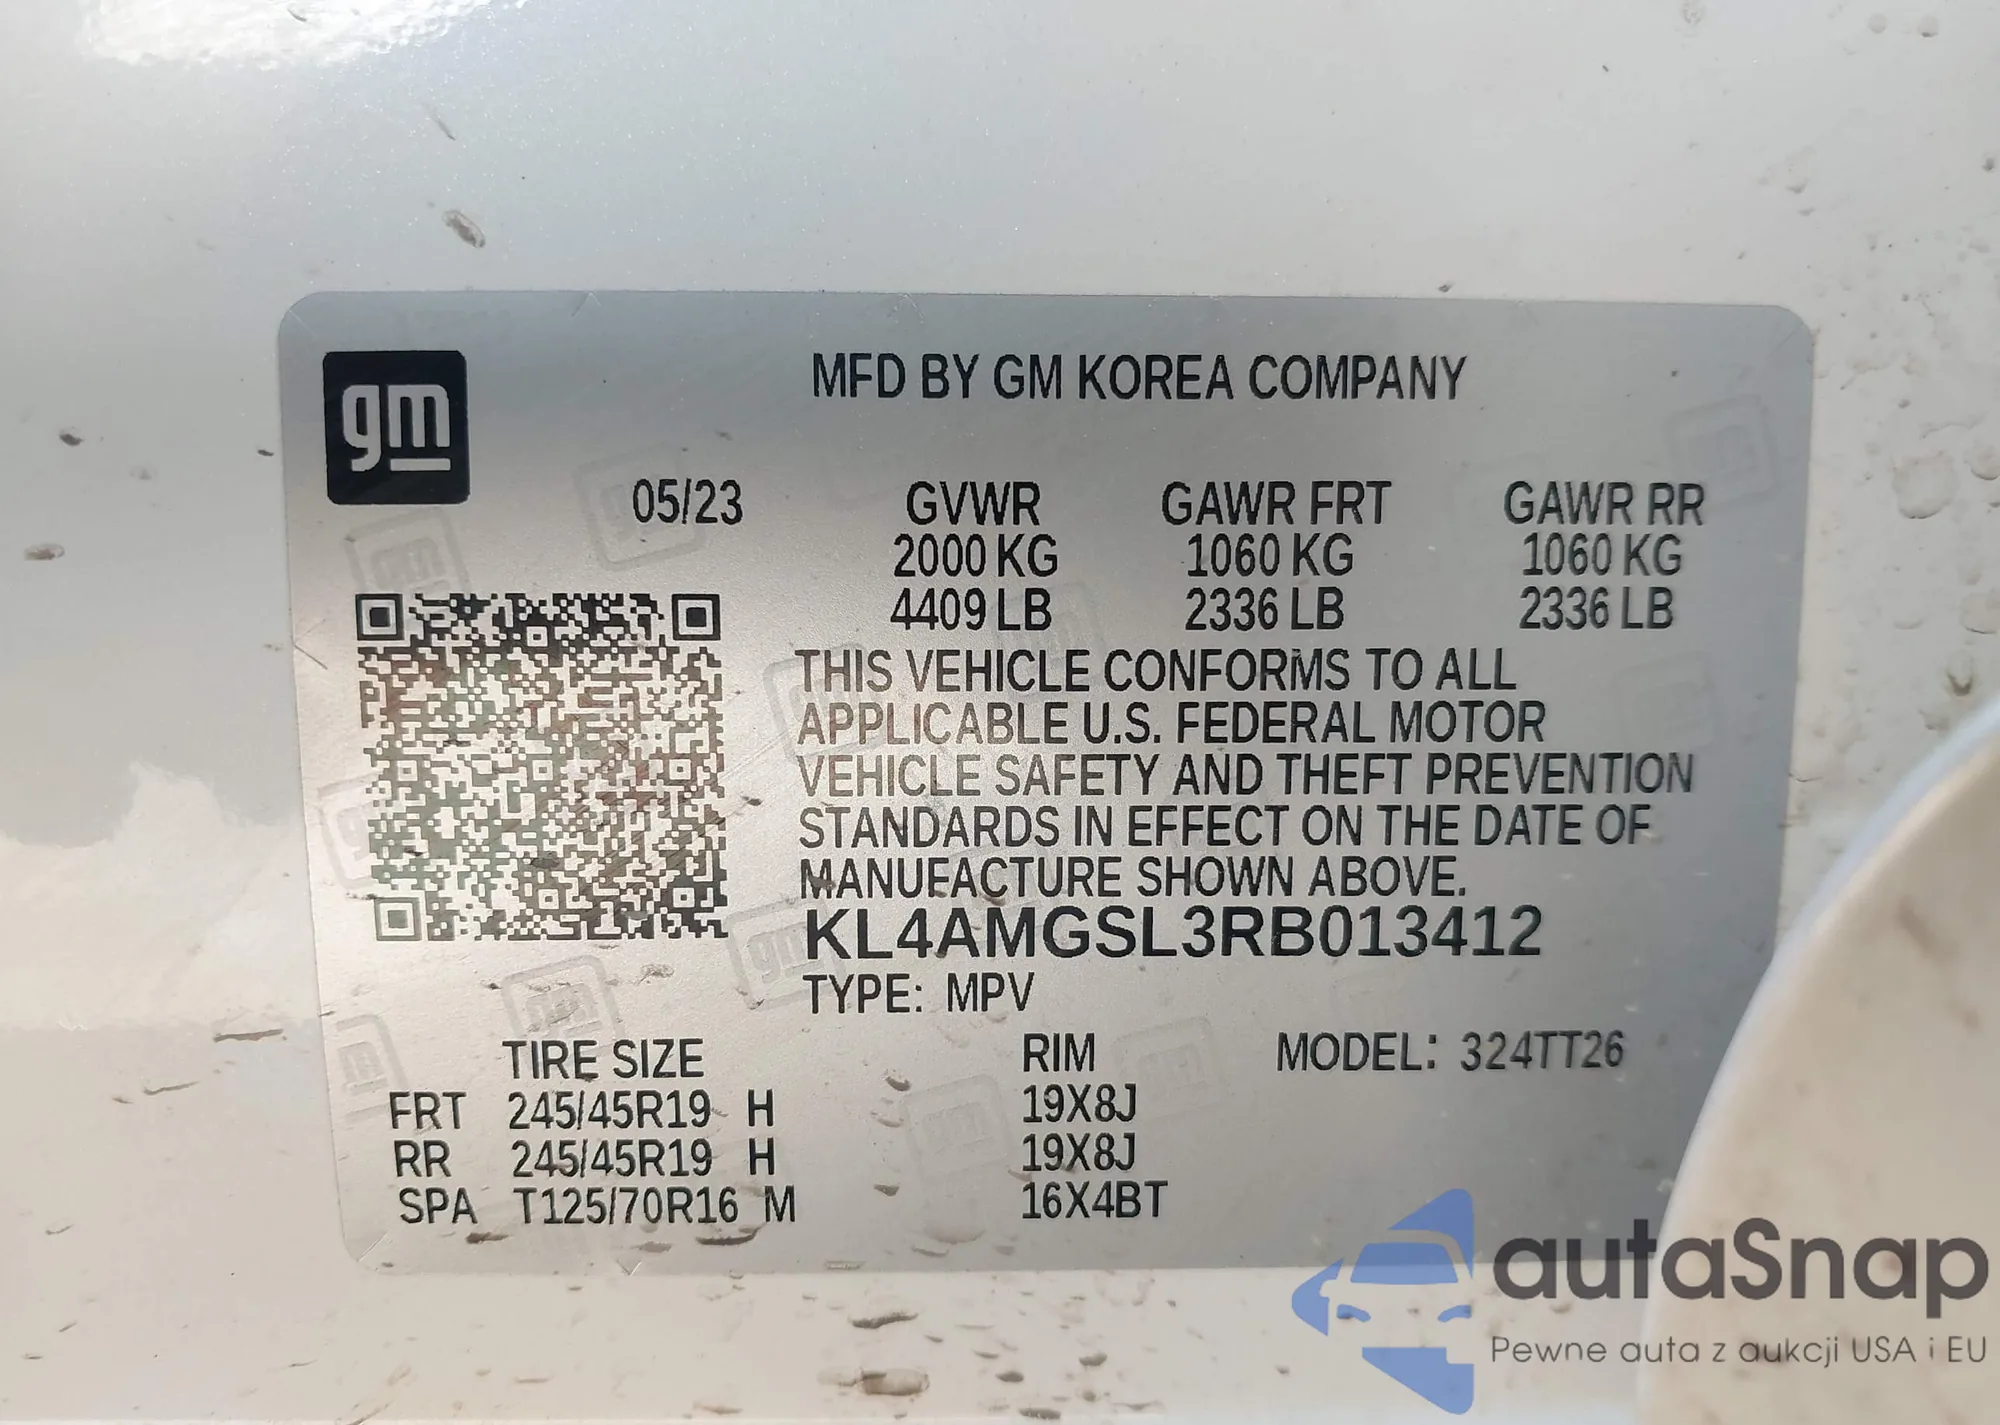 gm
MFD BY GM KOREA COMPANY
05/23 GVWR GAWR FRT GAWR RR
2000 KG 1060 KG 1060 KG
4409 LB 2336 LB 2336 LB
THIS VEHICLE CONFORMS TO ALL
APPLICABLE U.S. FEDERAL MOTOR
VEHICLE SAFETY AND THEFT PREVENTION
STANDARDS IN EFFECT ON THE DATE OF
MANUFACTURE SHOWN ABOVE.
KL4AMGSL3RB013412
TYPE: MPV
TIRE SIZE RIM MODEL: 324TT26
FRT 245/45R19 H 19X8J
RR 245/45R19 H 19X8J
SPA T125/70R16 M 16X4BT
autaSnap
Pewne auta z aukcji USA i EU